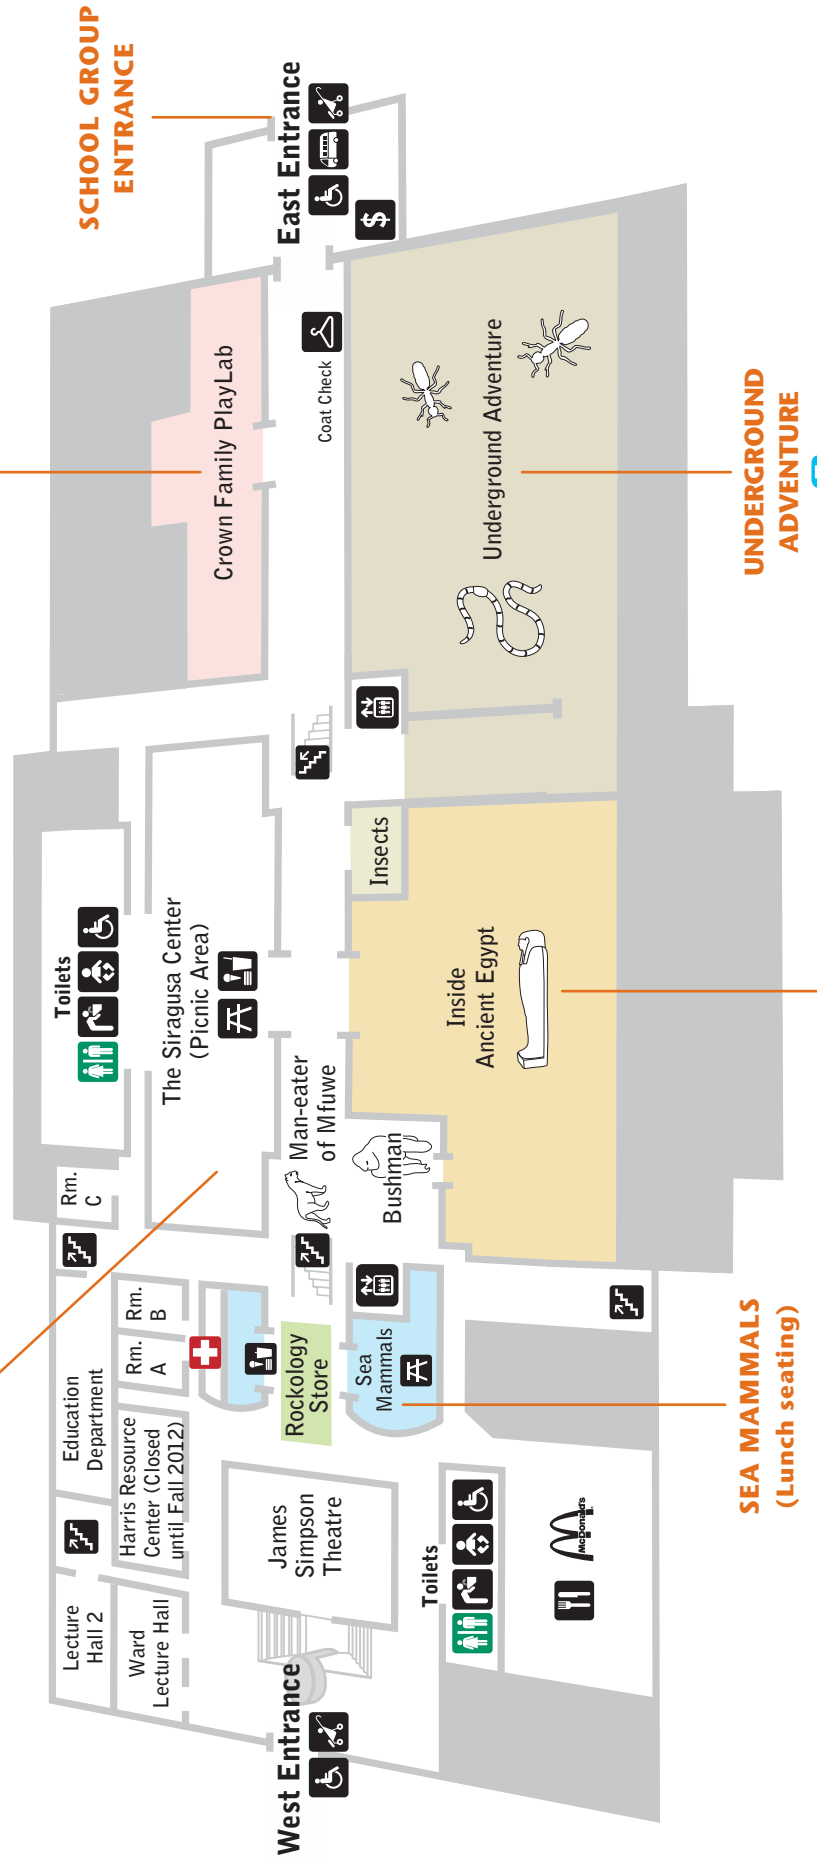 SCHOOL GROUP
ENTRANCE
East Entrance
$
Crown Family PlayLab
Coat Check
Underground Adventure
UNDERGROUND
ADVENTURE
Toilets
The Siragusa Center
(Picnic Area)
Insects
Inside
Ancient Egypt
Man-eater
of Mfuwe
Bushman
Rm.
C
Rm.
B
Rm.
A
Education
Department
Harris Resource
Center (Closed
until Fall 2012)
Rockology
Store
Sea
Mammals
SEA MAMMALS
(Lunch seating)
James
Simpson
Theatre
Toilets
McDonald's
Lecture
Hall 2
Ward
Lecture Hall
West Entrance